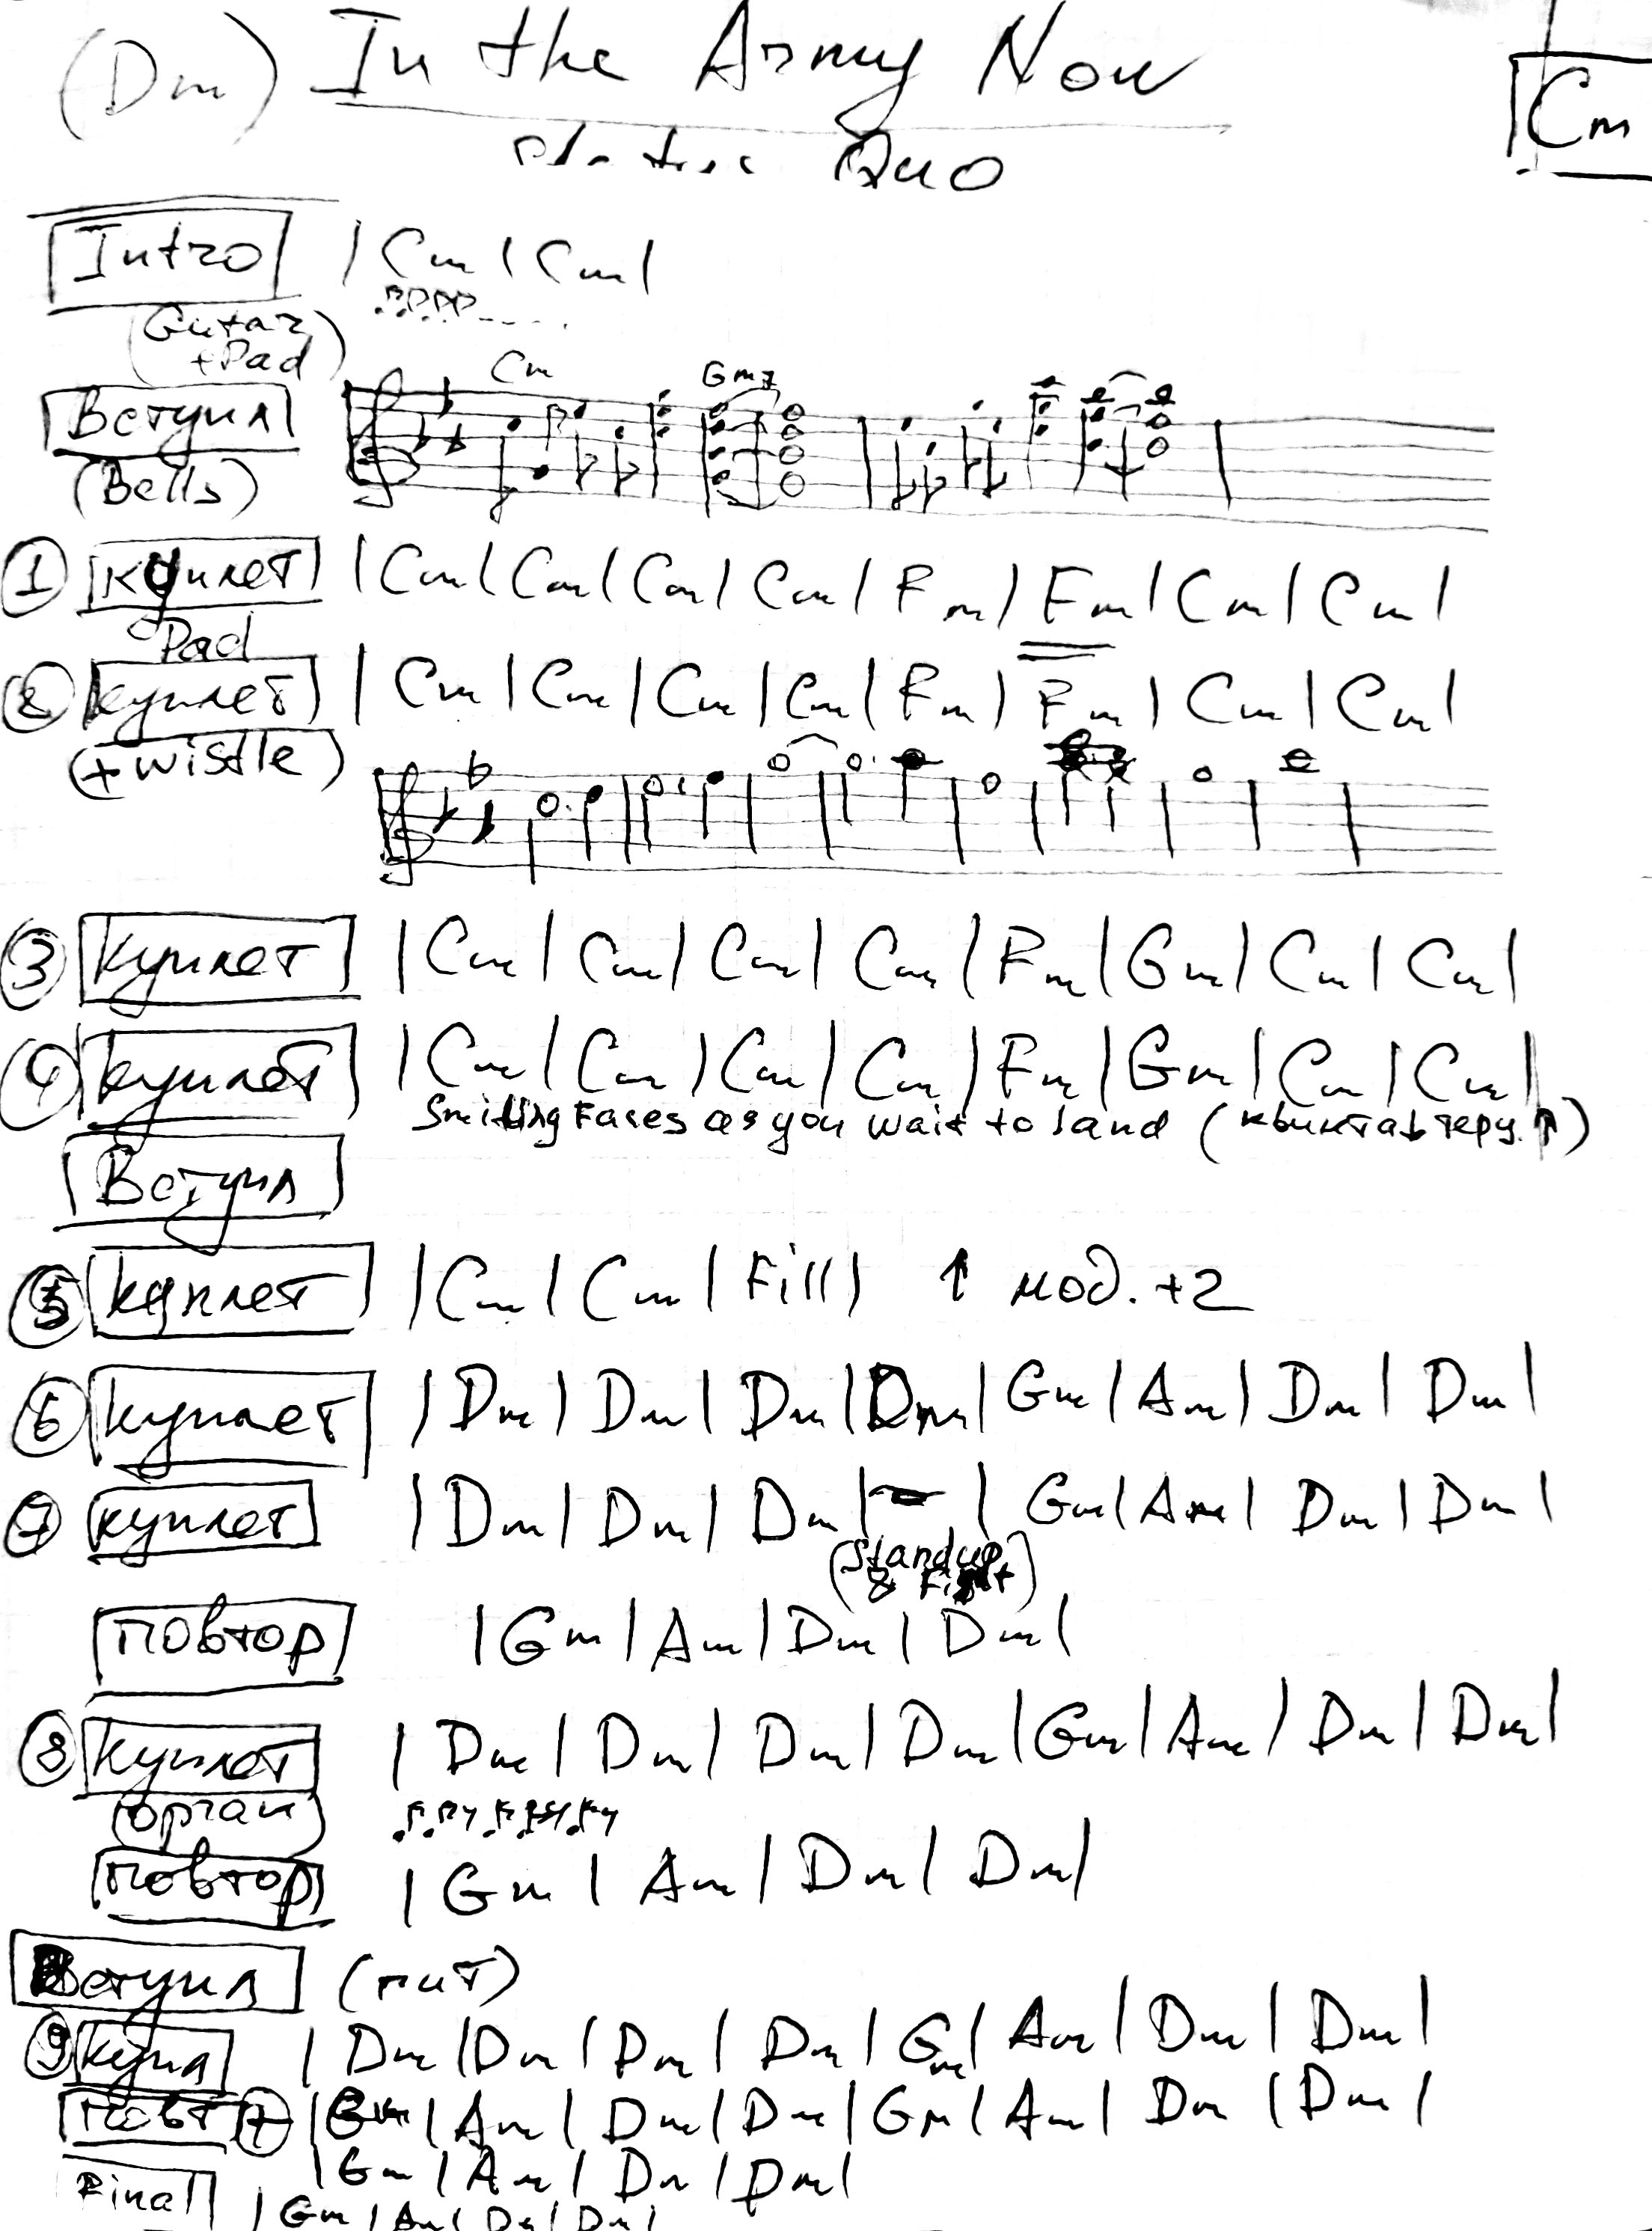 (Dm) In the Army Now
Cm
Status Quo
Intro | Cm | Cm |
(Guitar
+Pad)
Cm Gm7
Вступл
(Bells)
1 куплет | Cm | Cm | Cm | Cm | Fm | Fm | Cm | Cm |
Pad
2 куплет | Cm | Cm | Cm | Cm | Fm | Fm | Cm | Cm |
(+wistle)
3 куплет | Cm | Cm | Cm | Cm | Fm | Gm | Cm | Cm |
4 куплет | Cm | Cm | Cm | Cm | Fm | Gm | Cm | Cm |
Smiling Faces as you wait to land (квинта вверх ↑)
Вступл
5 куплет | Cm | Cm | Fill | ↑ мод. +2
6 куплет | Dm | Dm | Dm | Dm | Gm | Am | Dm | Dm |
7 куплет | Dm | Dm | Dm | – | Gm | Am | Dm | Dm |
(Stand up
& Fight)
повтор | Gm | Am | Dm | Dm |
8 куплет | Dm | Dm | Dm | Dm | Gm | Am | Dm | Dm |
(орган)
повтор | Gm | Am | Dm | Dm |
Вступл (гит)
9 купл | Dm | Dm | Dm | Dm | Gm | Am | Dm | Dm |
повт | Gm | Am | Dm | Dm | Gm | Am | Dm | Dm |
| Gm | Am | Dm | Dm |
Final | Gm | Am | Dm | Dm |